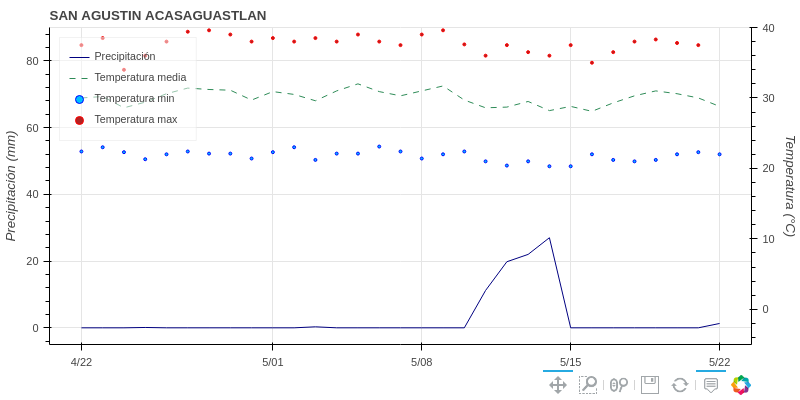 SAN AGUSTIN ACASAGUASTLAN
Precipitación
Temperatura media
Temperatura min
Temperatura max
Precipitación (mm)
80
60
40
20
0
Temperatura (°C)
40
30
20
10
0
4/22
5/01
5/08
5/15
5/22